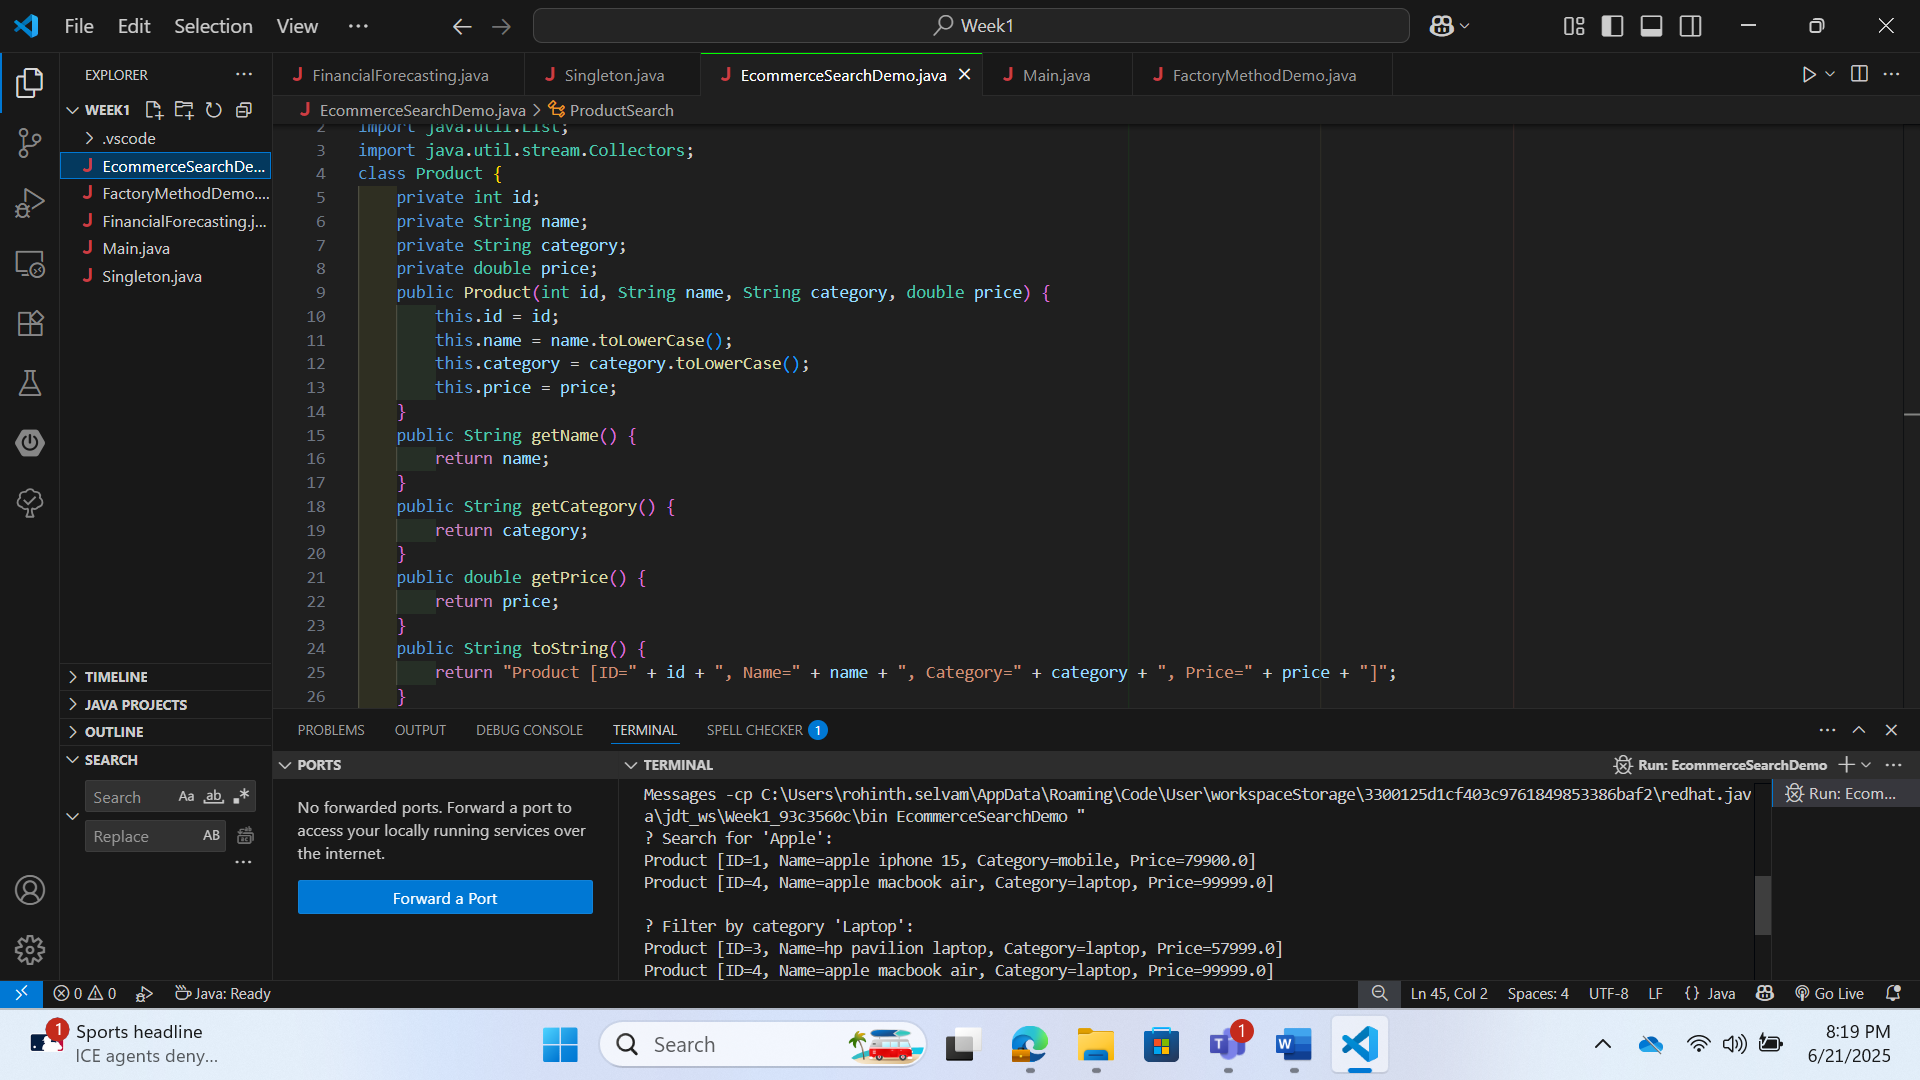 File Edit Selection View ···
Week1
EXPLORER ···
FinancialForecasting.java
Singleton.java
EcommerceSearchDemo.java
Main.java
FactoryMethodDemo.java
WEEK1
EcommerceSearchDemo.java > ProductSearch
.vscode
EcommerceSearchDe...
FactoryMethodDemo....
FinancialForecasting.j...
Main.java
Singleton.java
2 import java.util.List;
3 import java.util.stream.Collectors;
4 class Product {
5 private int id;
6 private String name;
7 private String category;
8 private double price;
9 public Product(int id, String name, String category, double price) {
10 this.id = id;
11 this.name = name.toLowerCase();
12 this.category = category.toLowerCase();
13 this.price = price;
14 }
15 public String getName() {
16 return name;
17 }
18 public String getCategory() {
19 return category;
20 }
21 public double getPrice() {
22 return price;
23 }
24 public String toString() {
25 return "Product [ID=" + id + ", Name=" + name + ", Category=" + category + ", Price=" + price + "]";
26 }
TIMELINE
JAVA PROJECTS
OUTLINE
SEARCH
Search Aa ab
Replace AB
···
PROBLEMS OUTPUT DEBUG CONSOLE TERMINAL SPELL CHECKER 1
PORTS
No forwarded ports. Forward a port to
access your locally running services over
the internet.
Forward a Port
TERMINAL
Run: EcommerceSearchDemo
Run: Ecom...
Messages -cp C:\Users\rohinth.selvam\AppData\Roaming\Code\User\workspaceStorage\3300125d1cf403c9761849853386baf2\redhat.jav
a\jdt_ws\Week1_93c3560c\bin EcommerceSearchDemo "
? Search for 'Apple':
Product [ID=1, Name=apple iphone 15, Category=mobile, Price=79900.0]
Product [ID=4, Name=apple macbook air, Category=laptop, Price=99999.0]
? Filter by category 'Laptop':
Product [ID=3, Name=hp pavilion laptop, Category=laptop, Price=57999.0]
Product [ID=4, Name=apple macbook air, Category=laptop, Price=99999.0]
0 0 Java: Ready
Ln 45, Col 2 Spaces: 4 UTF-8 LF {} Java Go Live
1
Sports headline
ICE agents deny...
Search
1
8:19 PM
6/21/2025